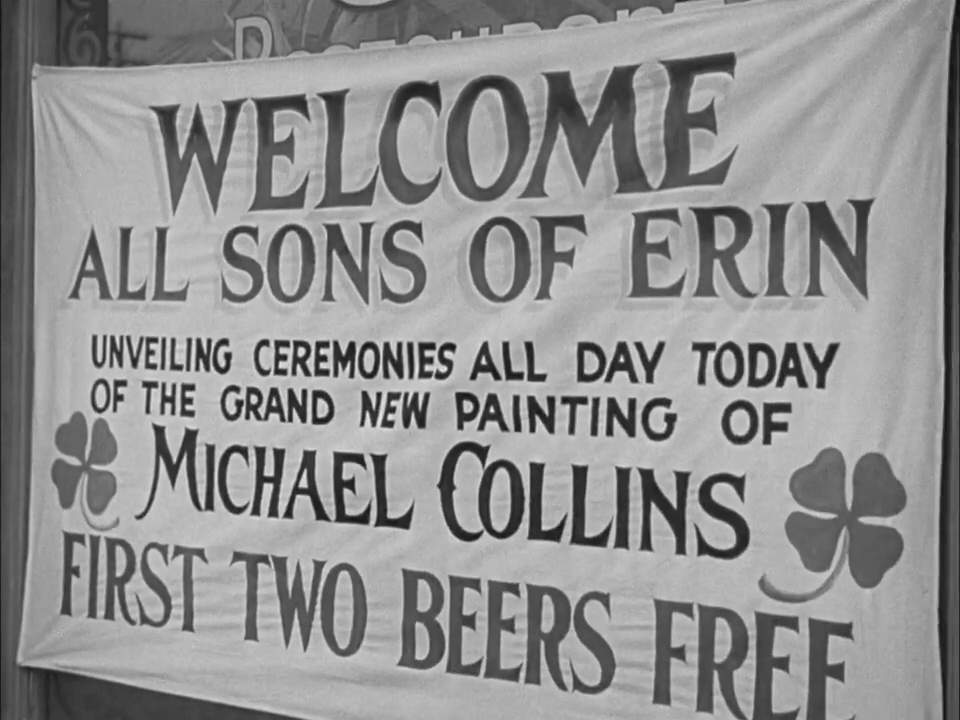 WELCOME
ALL SONS OF ERIN
UNVEILING CEREMONIES ALL DAY TODAY
OF THE GRAND NEW PAINTING OF
MICHAEL COLLINS
FIRST TWO BEERS FREE